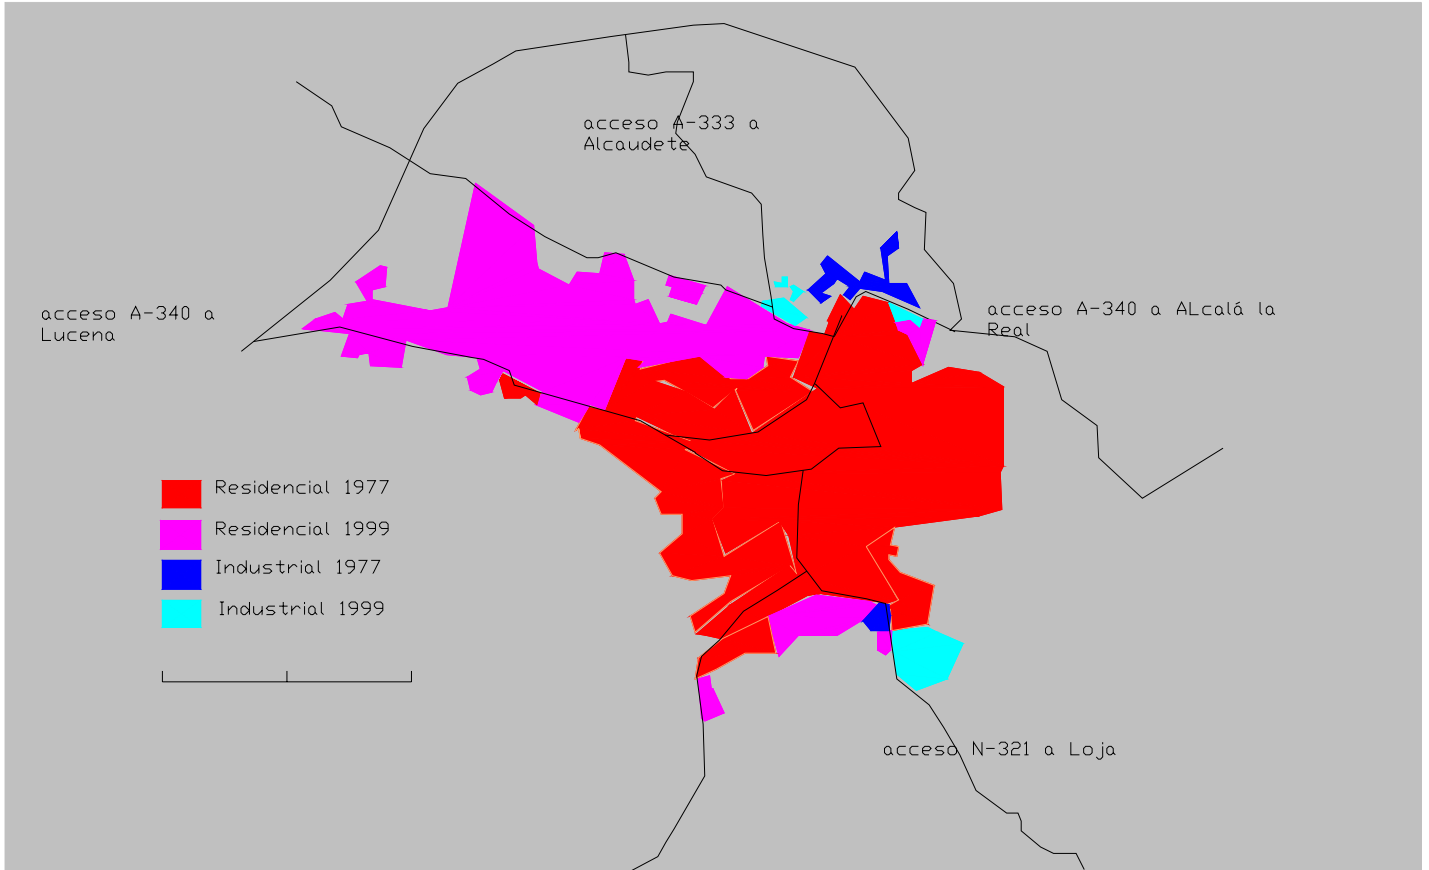 acceso A-333 a
Alcaudete
acceso A-340 a
Lucena
acceso A-340 a ALcalá la
Real
Residencial 1977
Residencial 1999
Industrial 1977
Industrial 1999
acceso N-321 a Loja